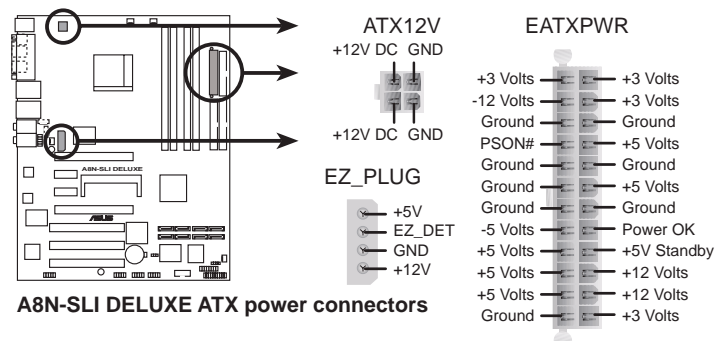 ATX12V
+12V DC GND
+12V DC GND
EZ_PLUG
+5V
EZ_DET
GND
+12V
EATXPWR
+3 Volts +3 Volts
-12 Volts +3 Volts
Ground Ground
PSON# +5 Volts
Ground Ground
Ground +5 Volts
Ground Ground
-5 Volts Power OK
+5 Volts +5V Standby
+5 Volts +12 Volts
+5 Volts +12 Volts
Ground +3 Volts
A8N-SLI DELUXE
ASUS
A8N-SLI DELUXE ATX power connectors